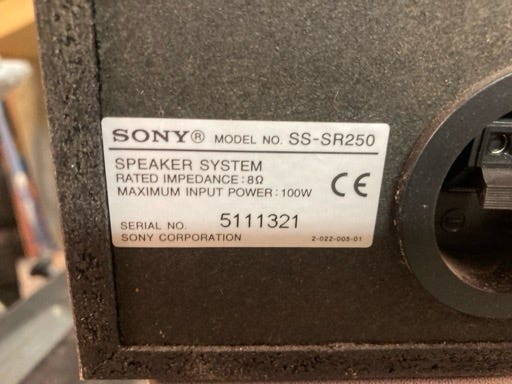 SONY® MODEL NO. SS-SR250
SPEAKER SYSTEM
RATED IMPEDANCE:8Ω
MAXIMUM INPUT POWER:100W
CE
SERIAL NO. 5111321
SONY CORPORATION 2-022-005-01